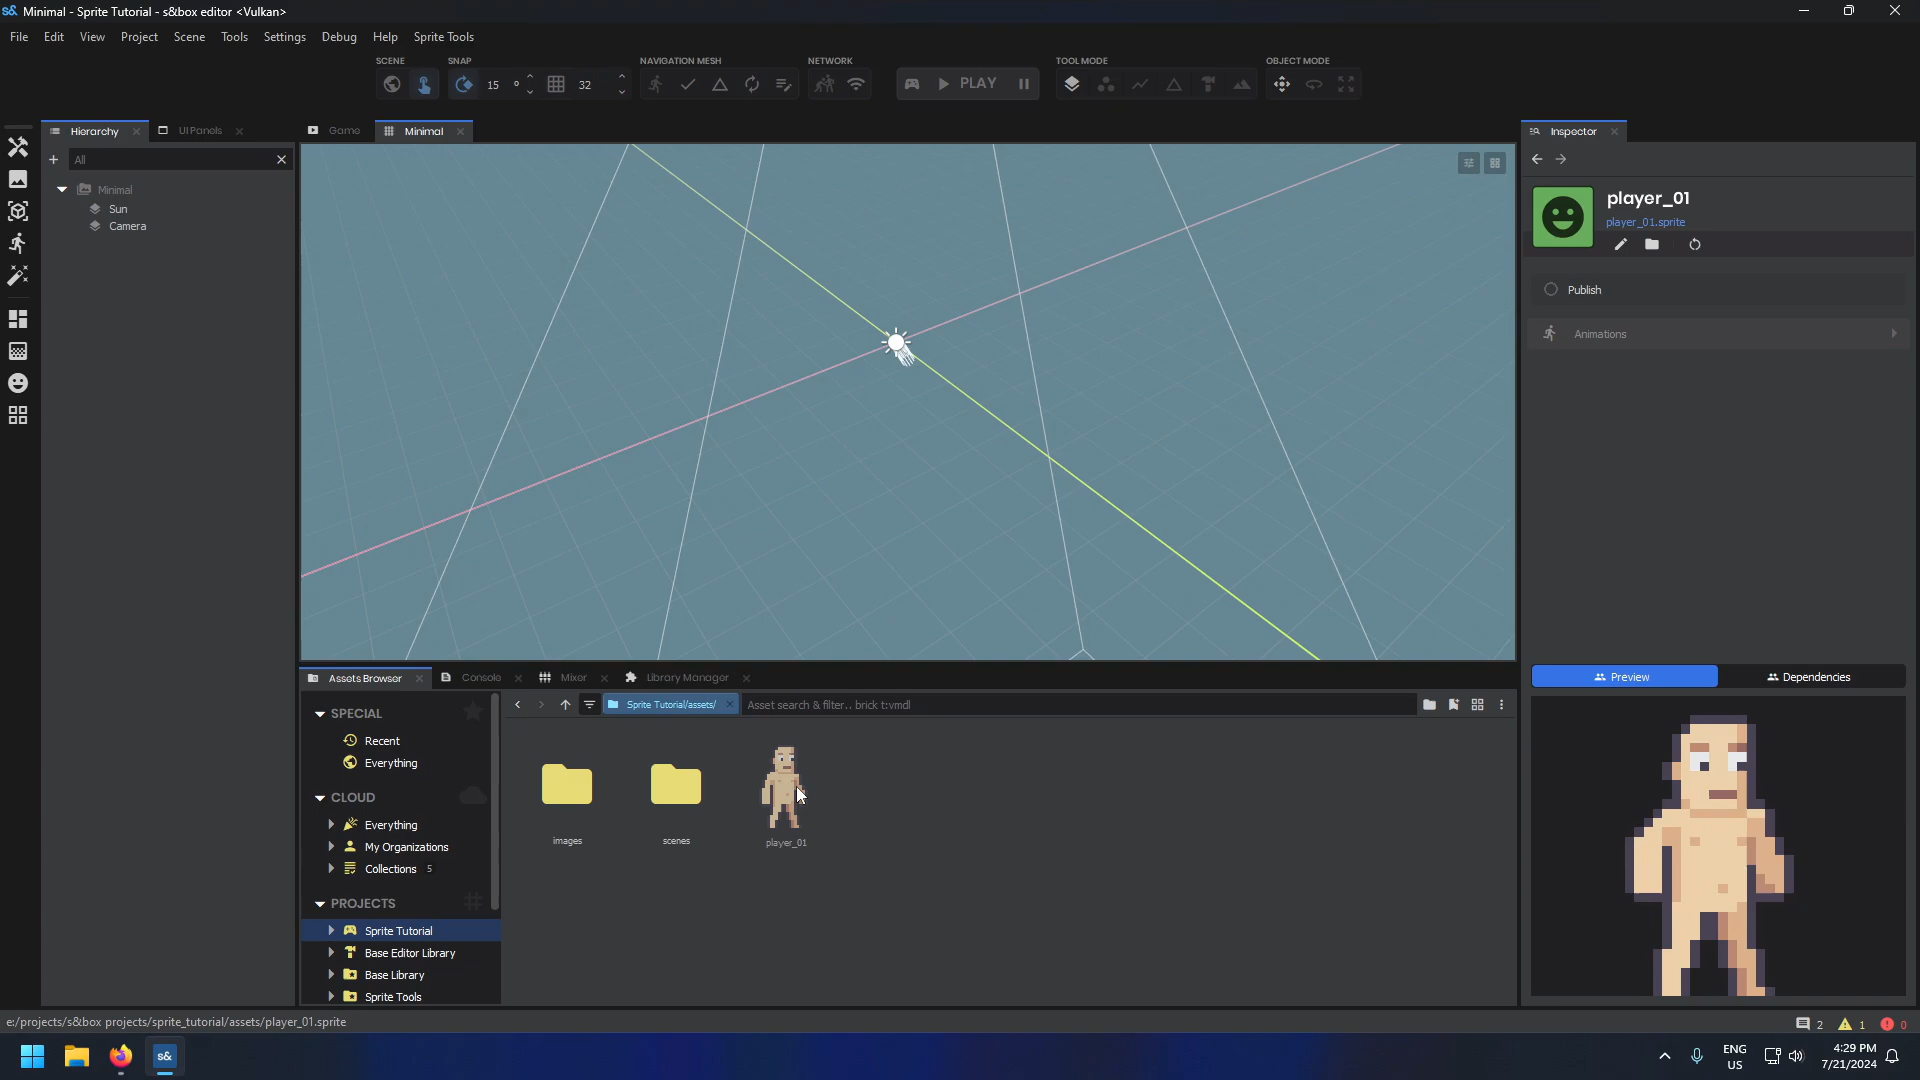 s& Minimal - Sprite Tutorial - s&box editor <Vulkan>
File Edit View Project Scene Tools Settings Debug Help Sprite Tools
SCENE SNAP NAVIGATION MESH NETWORK TOOL MODE OBJECT MODE
15 ° 32 PLAY
Hierarchy UI Panels Game Minimal Inspector
All
Minimal
Sun
Camera
player_01
player_01.sprite
Publish
Animations
Preview Dependencies
Assets Browser Console Mixer Library Manager
SPECIAL
Recent
Everything
CLOUD
Everything
My Organizations
Collections 5
PROJECTS
Sprite Tutorial
Base Editor Library
Base Library
Sprite Tools
Sprite Tutorial/assets/ Asset search & filter.. brick t:vmdl
images scenes player_01
e:/projects/s&box projects/sprite_tutorial/assets/player_01.sprite
2 1 0
s&
ENG
US
4:29 PM
7/21/2024